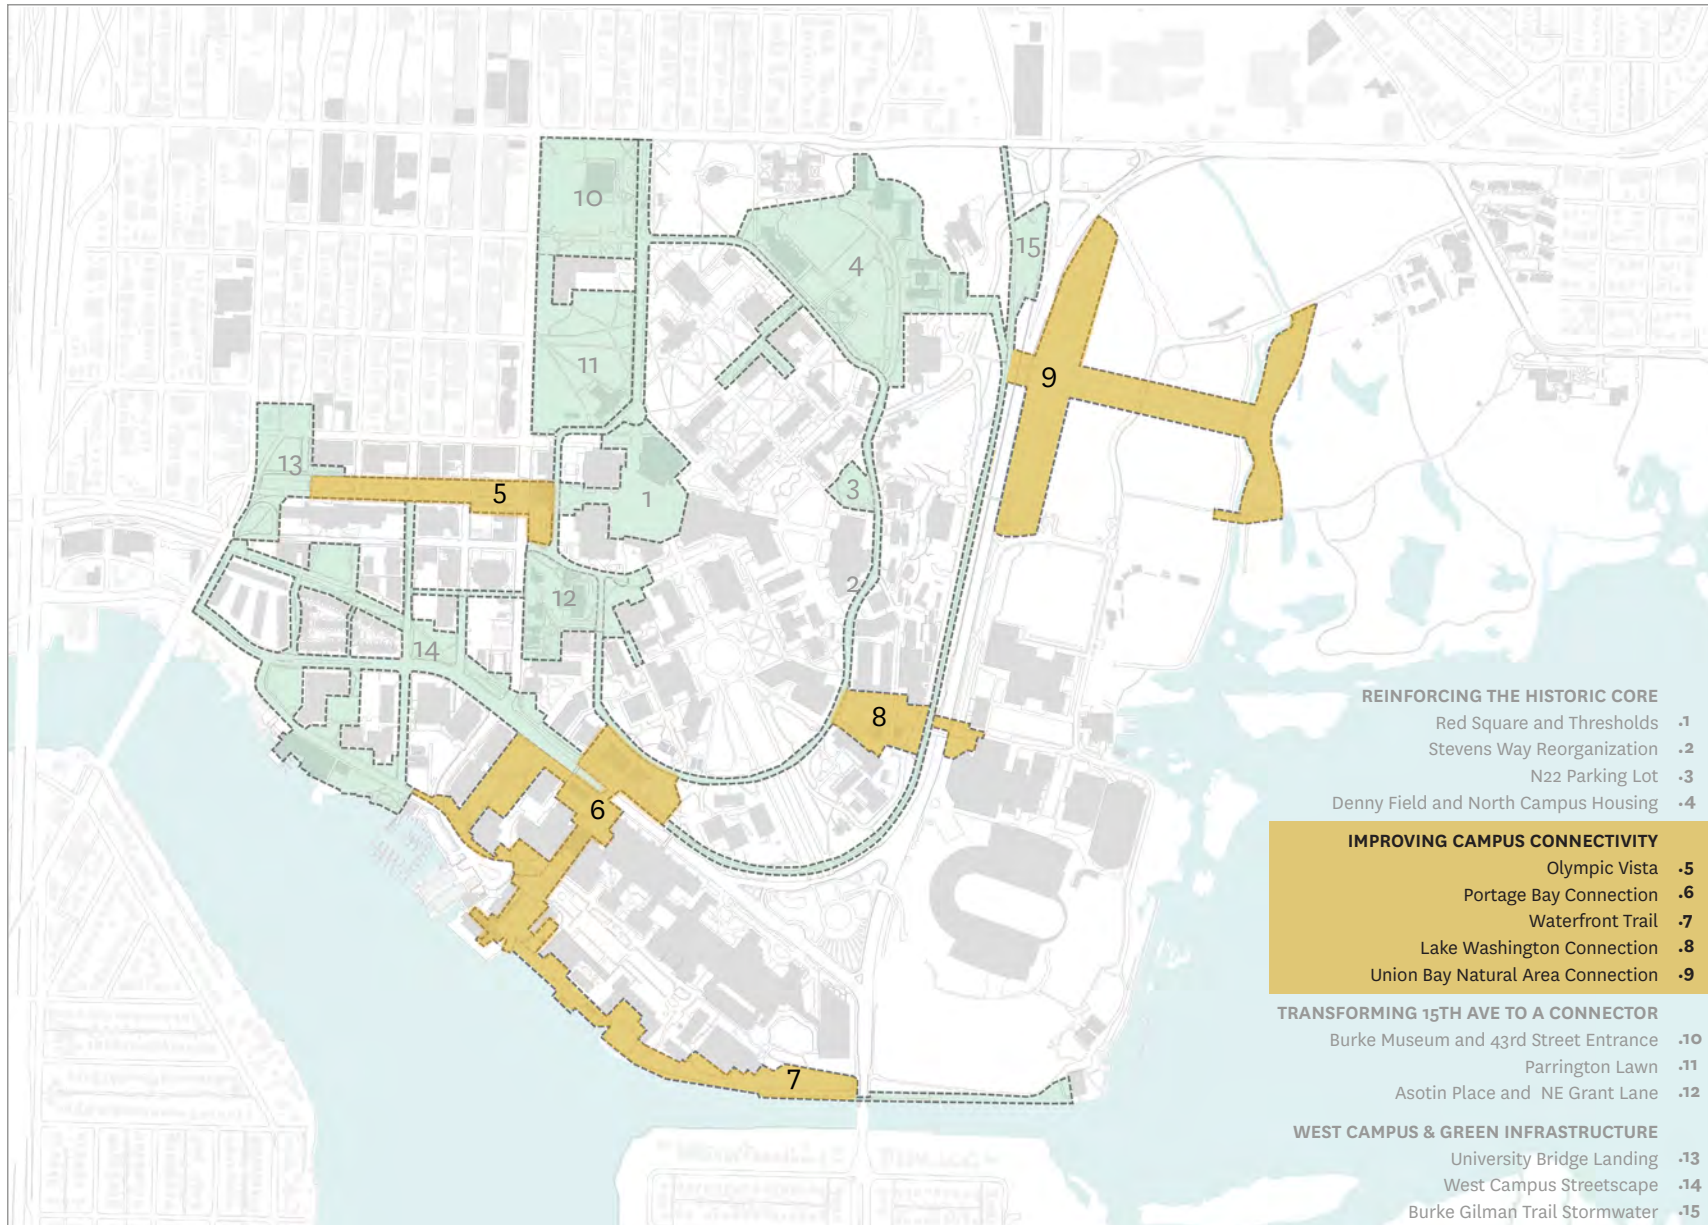 10
4
15
9
11
13
5
1
3
2
12
14
8
6
7
REINFORCING THE HISTORIC CORE
Red Square and Thresholds .1
Stevens Way Reorganization .2
N22 Parking Lot .3
Denny Field and North Campus Housing .4
IMPROVING CAMPUS CONNECTIVITY
Olympic Vista .5
Portage Bay Connection .6
Waterfront Trail .7
Lake Washington Connection .8
Union Bay Natural Area Connection .9
TRANSFORMING 15TH AVE TO A CONNECTOR
Burke Museum and 43rd Street Entrance .10
Parrington Lawn .11
Asotin Place and NE Grant Lane .12
WEST CAMPUS & GREEN INFRASTRUCTURE
University Bridge Landing .13
West Campus Streetscape .14
Burke Gilman Trail Stormwater .15